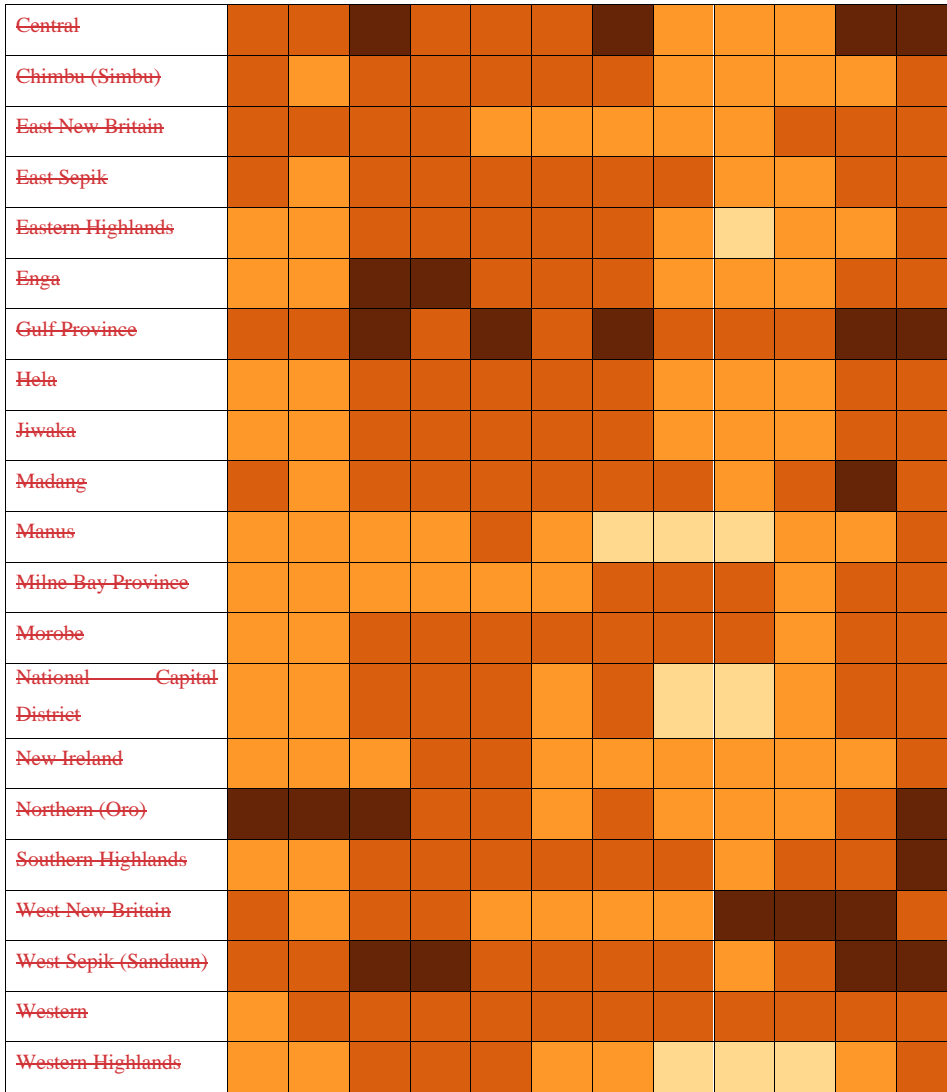 Central
Chimbu (Simbu)
East New Britain
East Sepik
Eastern Highlands
Enga
Gulf Province
Hela
Jiwaka
Madang
Manus
Milne Bay Province
Morobe
National Capital
District
New Ireland
Northern (Oro)
Southern Highlands
West New Britain
West Sepik (Sandaun)
Western
Western Highlands